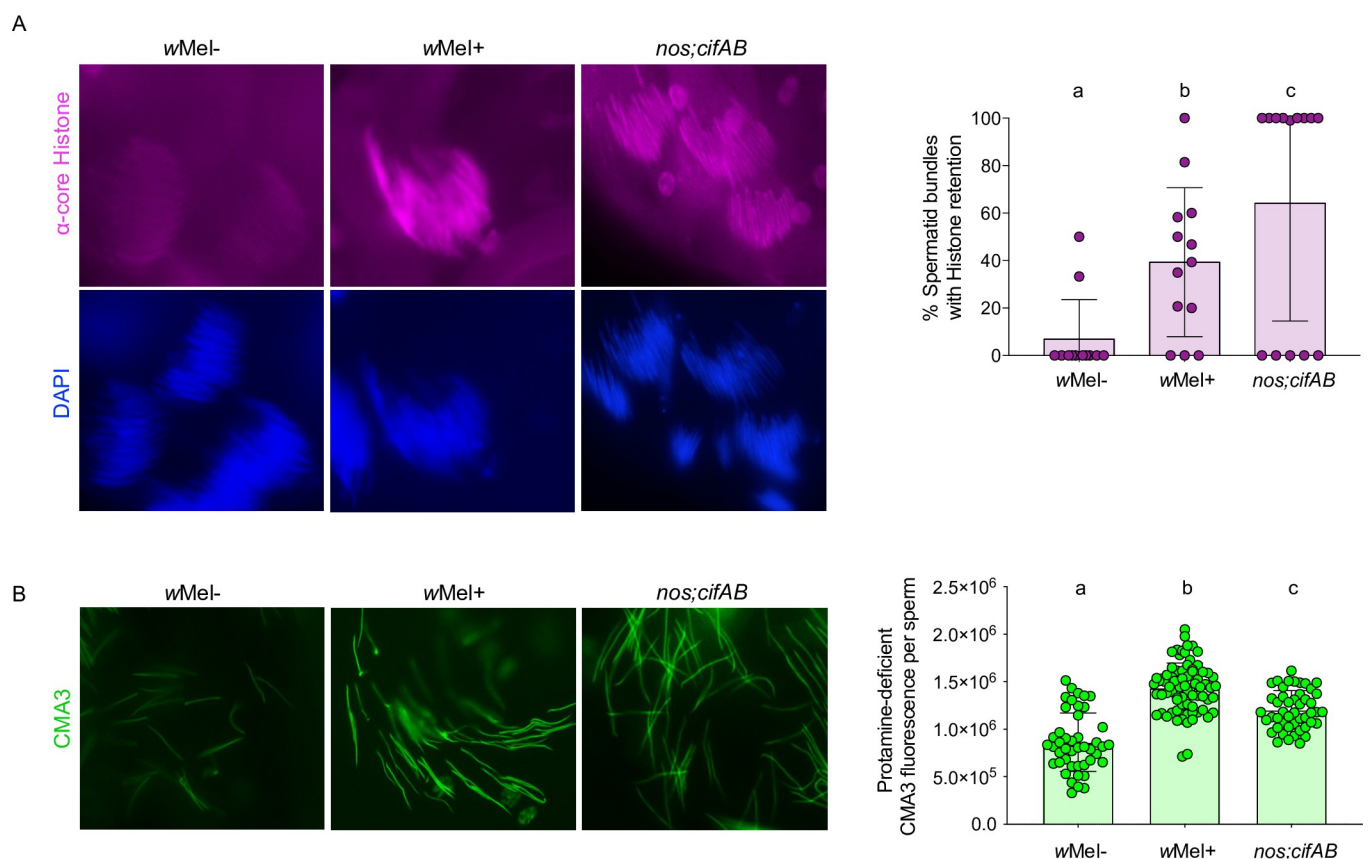 A
wMel-
wMel+
nos;cifAB
α-core Histone
DAPI
% Spermatid bundles
with Histone retention
100
80
60
40
20
0
a
b
c
wMel-
wMel+
nos;cifAB
B
wMel-
wMel+
nos;cifAB
CMA3
Protamine-deficient
CMA3 fluorescence per sperm
2.5×10⁶
2.0×10⁶
1.5×10⁶
1.0×10⁶
5.0×10⁵
0.0
a
b
c
wMel-
wMel+
nos;cifAB